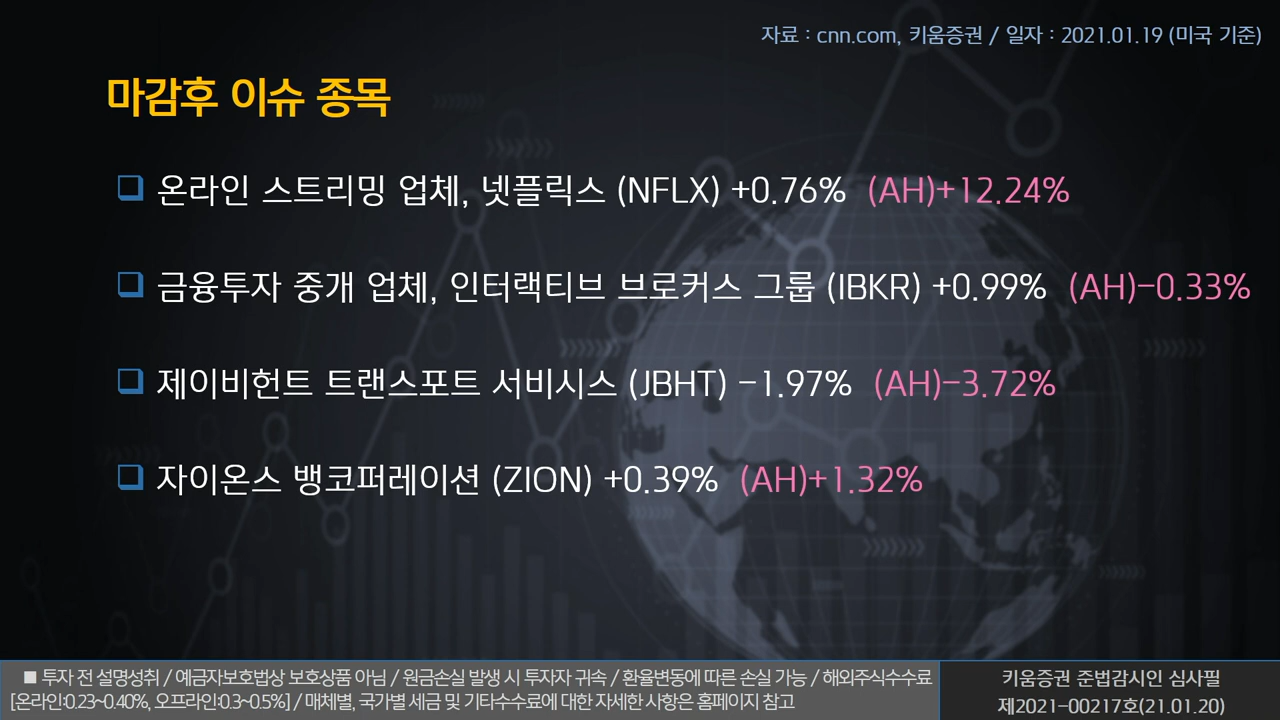 자료 : cnn.com, 키움증권 / 일자 : 2021.01.19 (미국 기준)
마감후 이슈 종목
❑ 온라인 스트리밍 업체, 넷플릭스 (NFLX) +0.76% (AH)+12.24%
❑ 금융투자 중개 업체, 인터랙티브 브로커스 그룹 (IBKR) +0.99% (AH)-0.33%
❑ 제이비헌트 트랜스포트 서비시스 (JBHT) -1.97% (AH)-3.72%
❑ 자이온스 뱅코퍼레이션 (ZION) +0.39% (AH)+1.32%
■ 투자 전 설명성취 / 예금자보호법상 보호상품 아님 / 원금손실 발생 시 투자자 귀속 / 환율변동에 따른 손실 가능 / 해외주식수수료
[온라인:0.23~0.40%, 오프라인:0.3~0.5%] / 매체별, 국가별 세금 및 기타수수료에 대한 자세한 사항은 홈페이지 참고
키움증권 준법감시인 심사필
제2021-00217호(21.01.20)